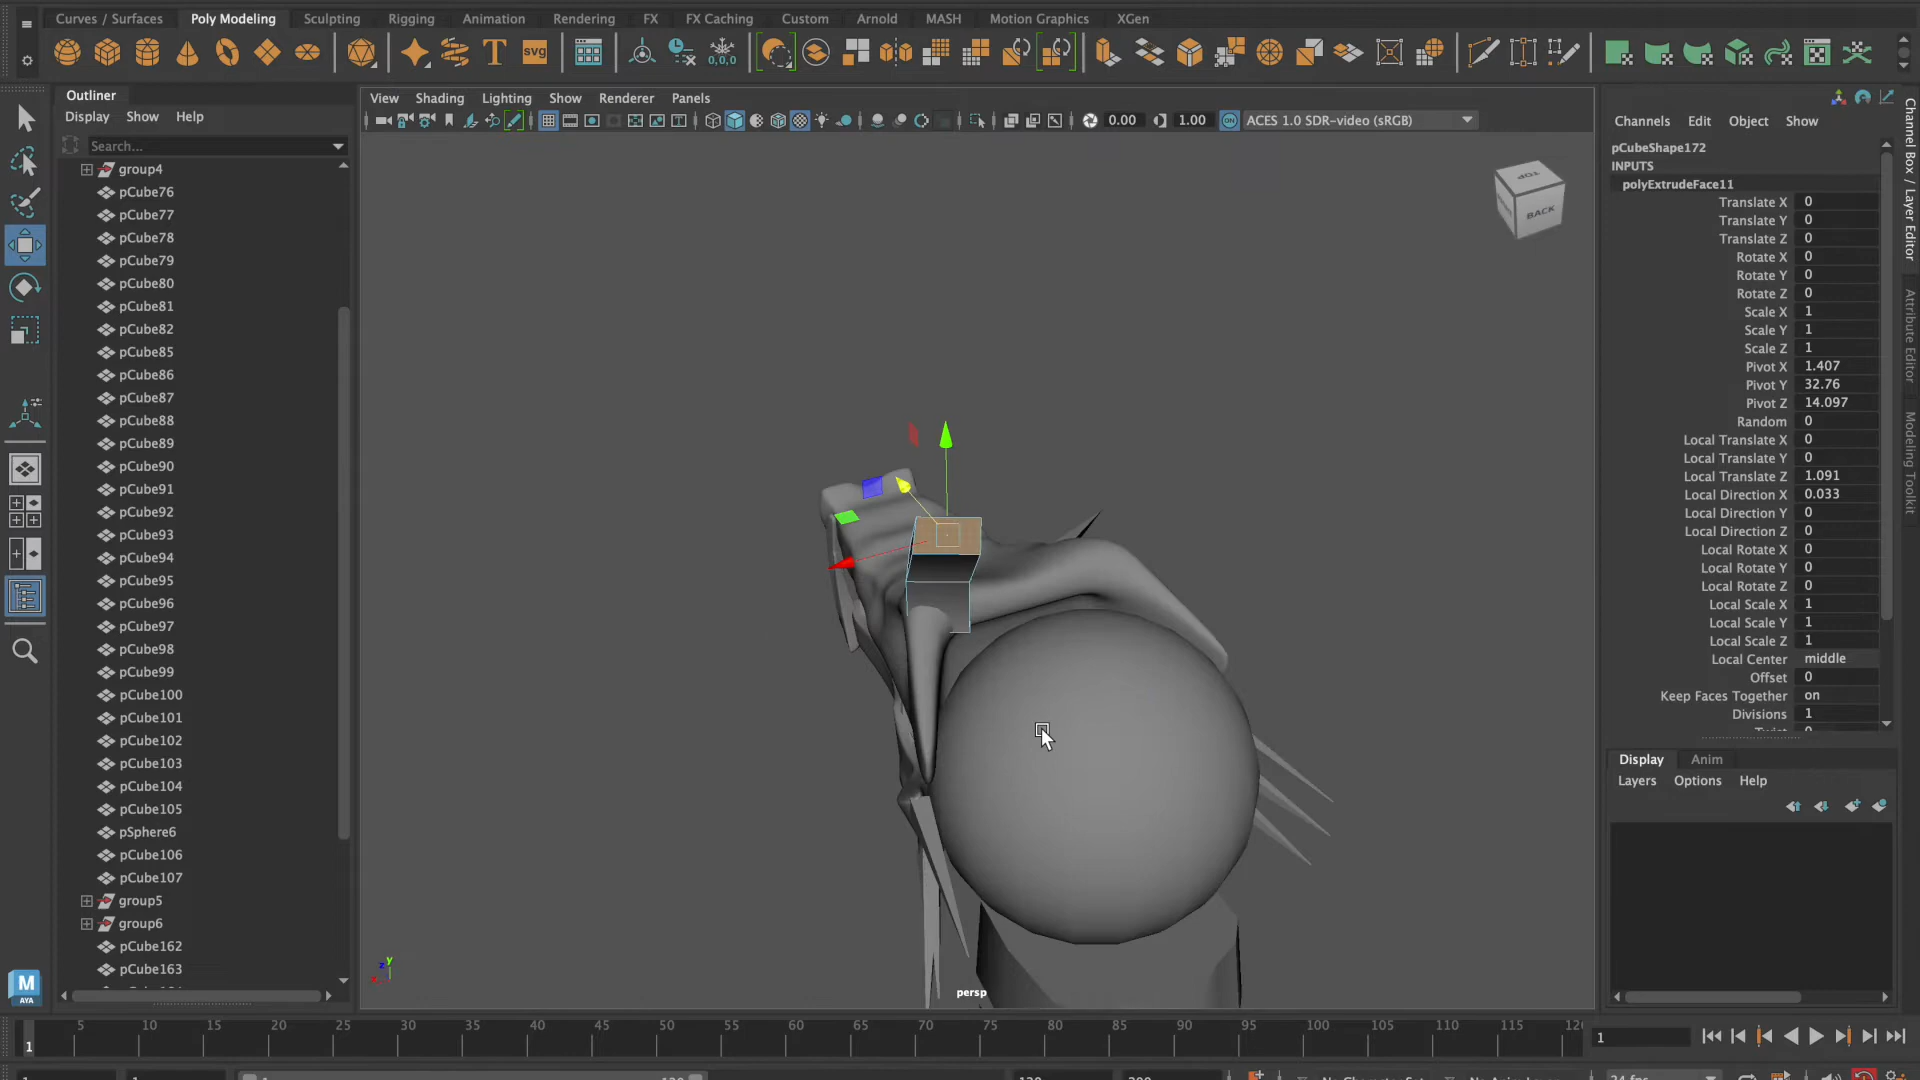 Curves / Surfaces Poly Modeling Sculpting Rigging Animation Rendering FX FX Caching Custom Arnold MASH Motion Graphics XGen
T svg 0,0,0
Outliner
Display Show Help
Search...
group4
pCube76
pCube77
pCube78
pCube79
pCube80
pCube81
pCube82
pCube85
pCube86
pCube87
pCube88
pCube89
pCube90
pCube91
pCube92
pCube93
pCube94
pCube95
pCube96
pCube97
pCube98
pCube99
pCube100
pCube101
pCube102
pCube103
pCube104
pCube105
pSphere6
pCube106
pCube107
group5
group6
pCube162
pCube163
View Shading Lighting Show Renderer Panels
0.00 1.00 ON ACES 1.0 SDR-video (sRGB)
TOP
BACK
persp
Channels Edit Object Show
pCubeShape172
INPUTS
polyExtrudeFace11
Translate X 0
Translate Y 0
Translate Z 0
Rotate X 0
Rotate Y 0
Rotate Z 0
Scale X 1
Scale Y 1
Scale Z 1
Pivot X 1.407
Pivot Y 32.76
Pivot Z 14.097
Random 0
Local Translate X 0
Local Translate Y 0
Local Translate Z 1.091
Local Direction X 0.033
Local Direction Y 0
Local Direction Z 0
Local Rotate X 0
Local Rotate Y 0
Local Rotate Z 0
Local Scale X 1
Local Scale Y 1
Local Scale Z 1
Local Center middle
Offset 0
Keep Faces Together on
Divisions 1
Display Anim
Layers Options Help
Channel Box / Layer Editor
Attribute Editor
Modeling Toolkit
M
AYA
5 10 15 20 25 30 35 40 45 50 55 60 65 70 75 80 85 90 95 100 105 110 115
1
1
24 fps